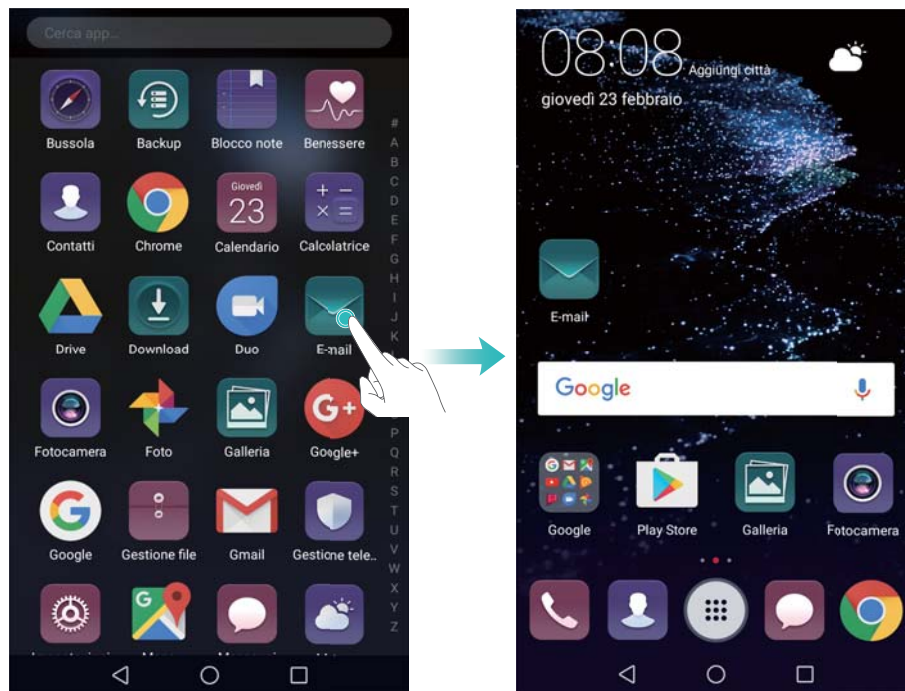 Cerca app...
Bussola Backup Blocco note Benessere
Giovedì
23
Contatti Chrome Calendario Calcolatrice
Drive Download Duo E-mail
G+
Fotocamera Foto Galleria Google+
G
Google Gestione file Gmail Gestione tele..
G
#
A
B
C
D
E
F
G
H
I
J
K
P
Q
R
S
T
U
V
W
X
Y
Z
08:08 Aggiungi città
giovedì 23 febbraio
E-mail
Google
Google Play Store Galleria Fotocamera